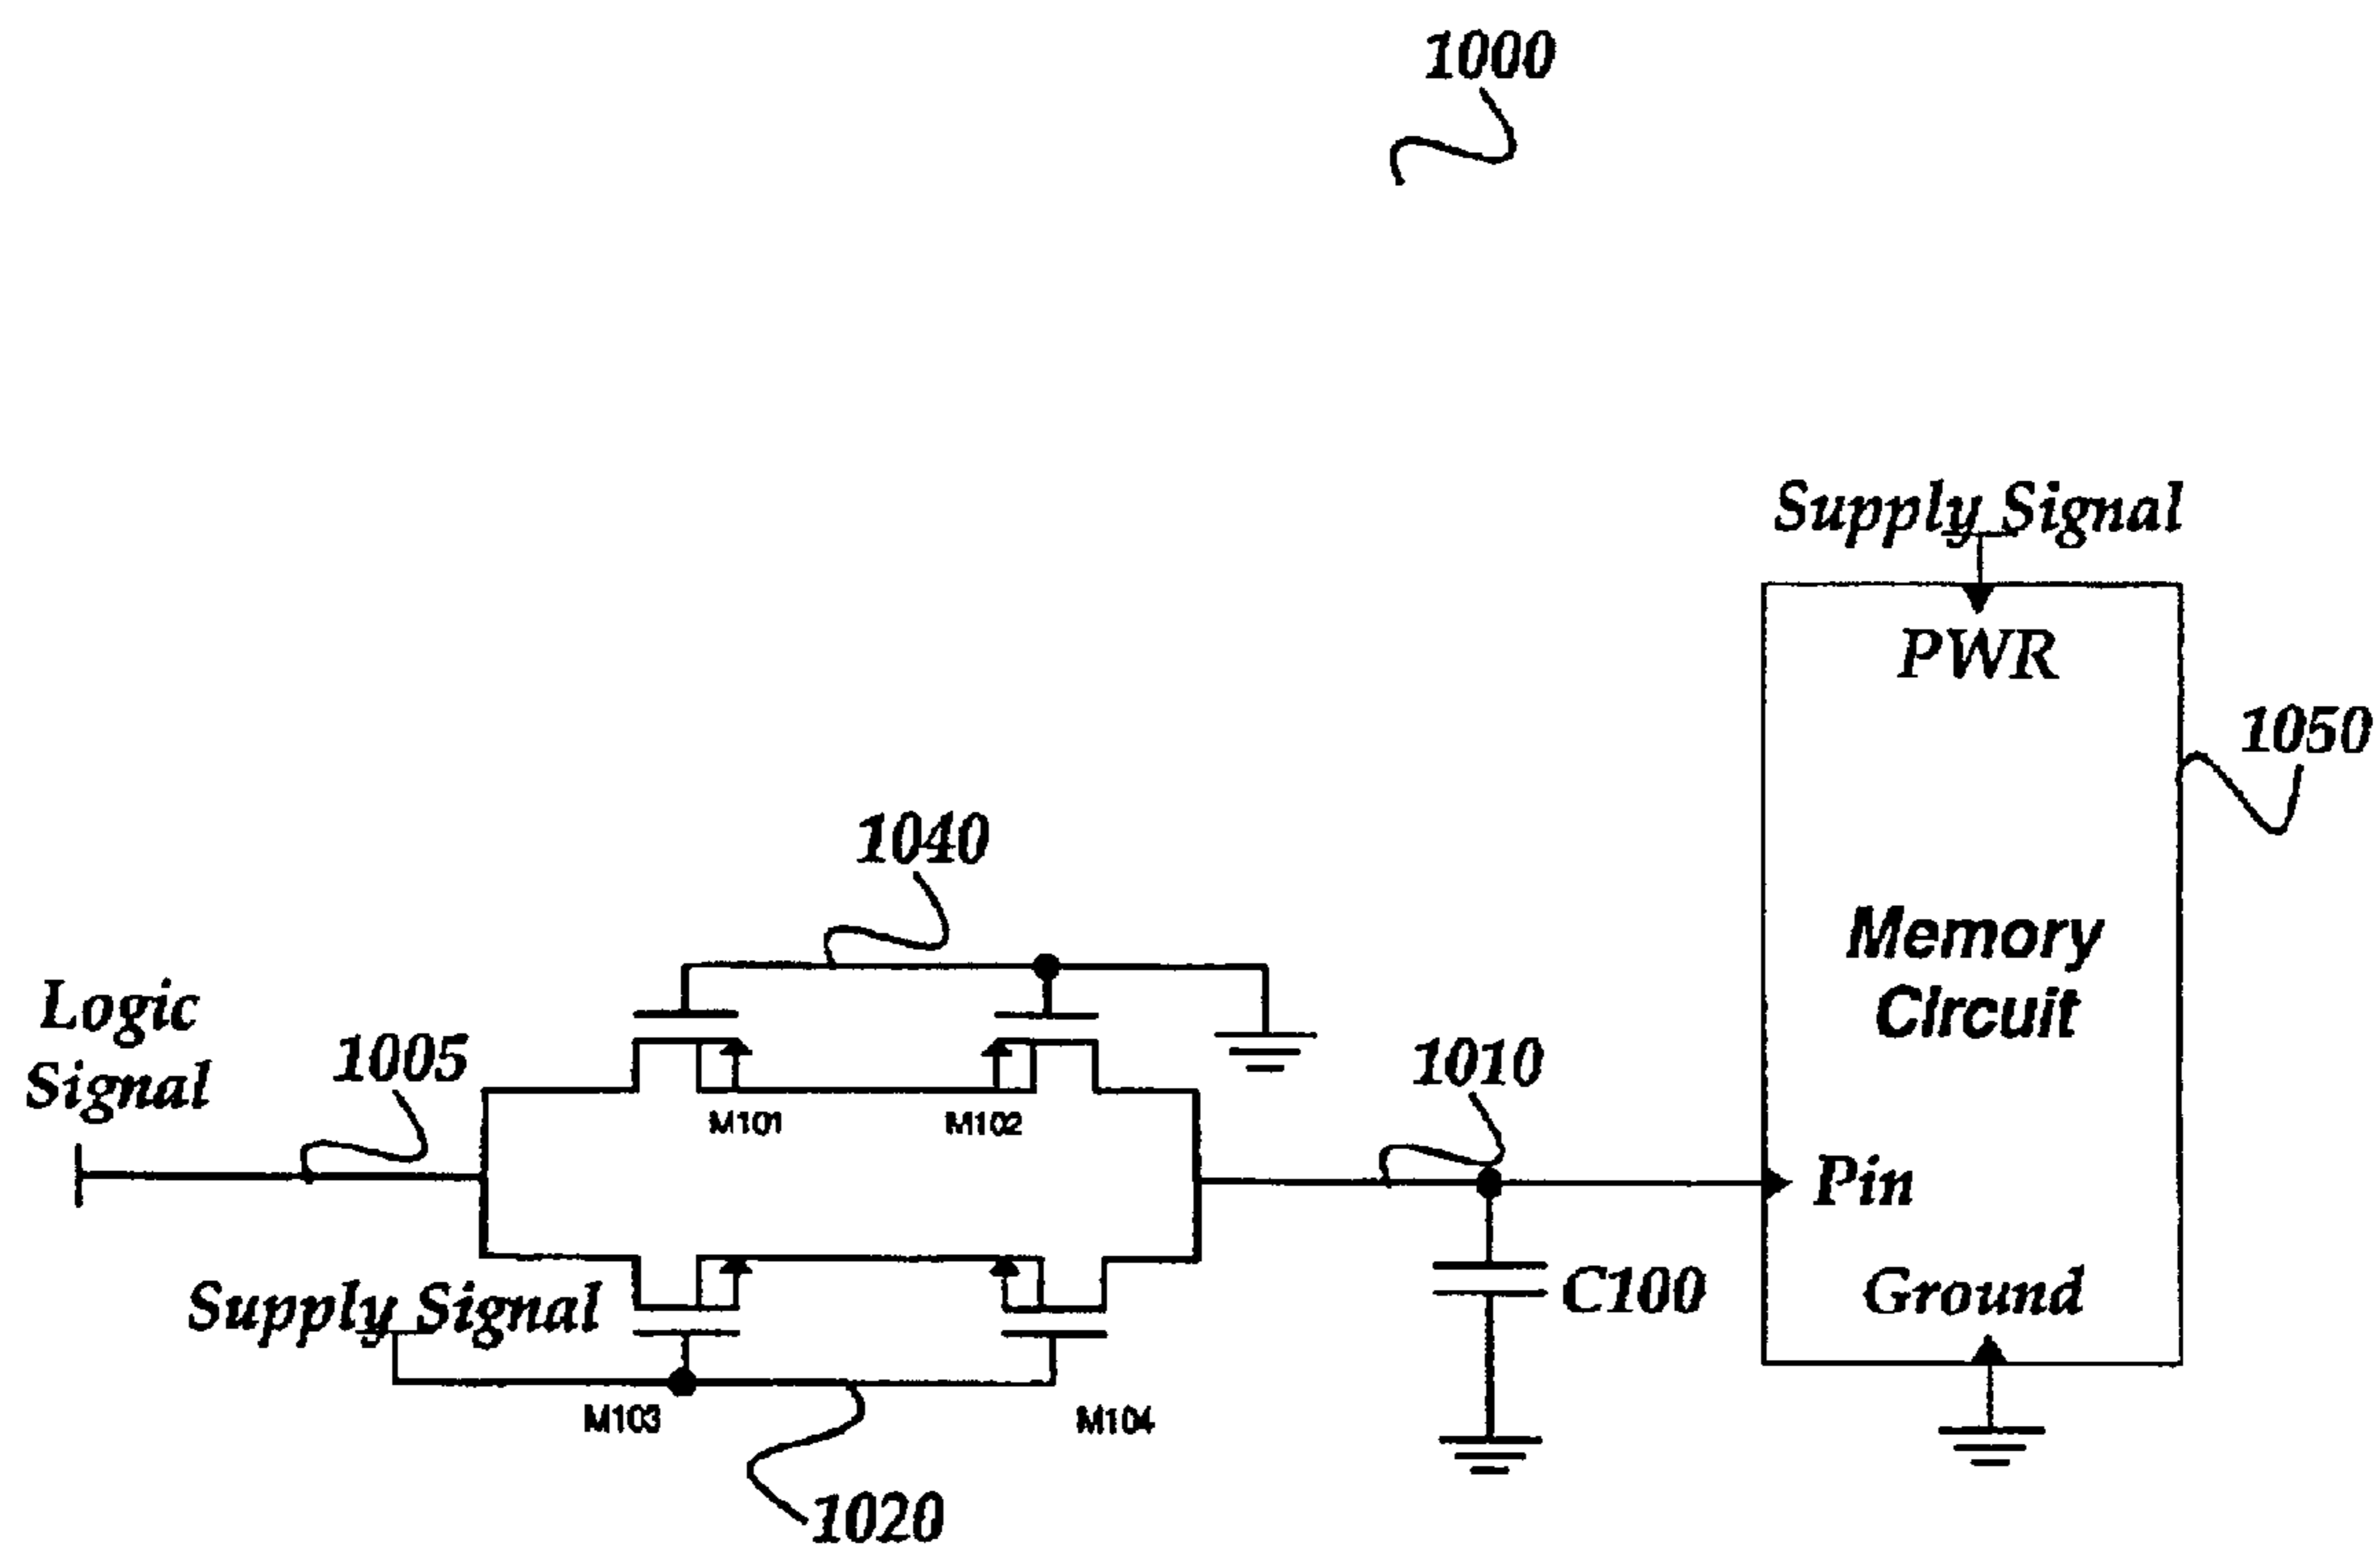 1000
Supply Signal
PWR
1050
1040
Memory
Circuit
Logic
Signal
1005
1010
M101
M102
Pin
Supply Signal
C100
Ground
M103
M104
1020